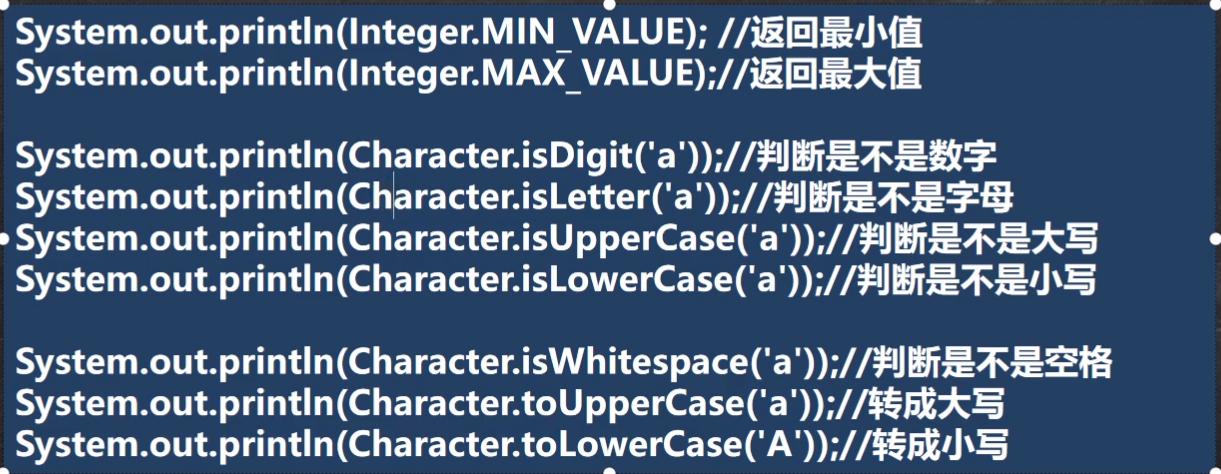 System.out.println(Integer.MIN_VALUE); //返回最小值
System.out.println(Integer.MAX_VALUE);//返回最大值
System.out.println(Character.isDigit('a'));//判断是不是数字
System.out.println(Character.isLetter('a'));//判断是不是字母
System.out.println(Character.isUpperCase('a'));//判断是不是大写
System.out.println(Character.isLowerCase('a'));//判断是不是小写
System.out.println(Character.isWhitespace('a'));//判断是不是空格
System.out.println(Character.toUpperCase('a'));//转成大写
System.out.println(Character.toLowerCase('A'));//转成小写